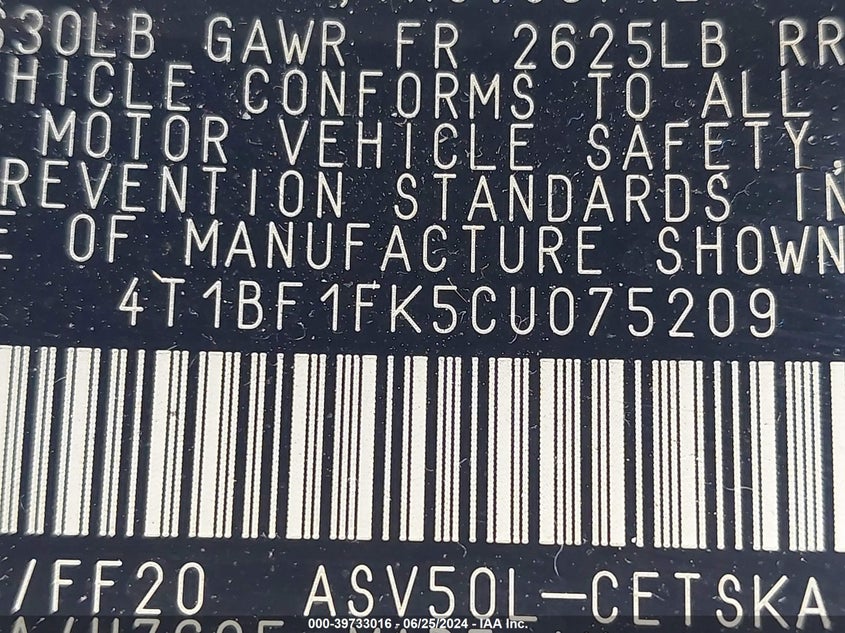 630LB GAWR FR 2625LB RR
HICLE CONFORMS TO ALL
MOTOR VEHICLE SAFETY,
REVENTION STANDARDS IN
E OF MANUFACTURE SHOWN
4T1BF1FK5CU075209
/FF20 ASV50L-CETSKA
000-39733016 - 06/25/2024 - IAA Inc.